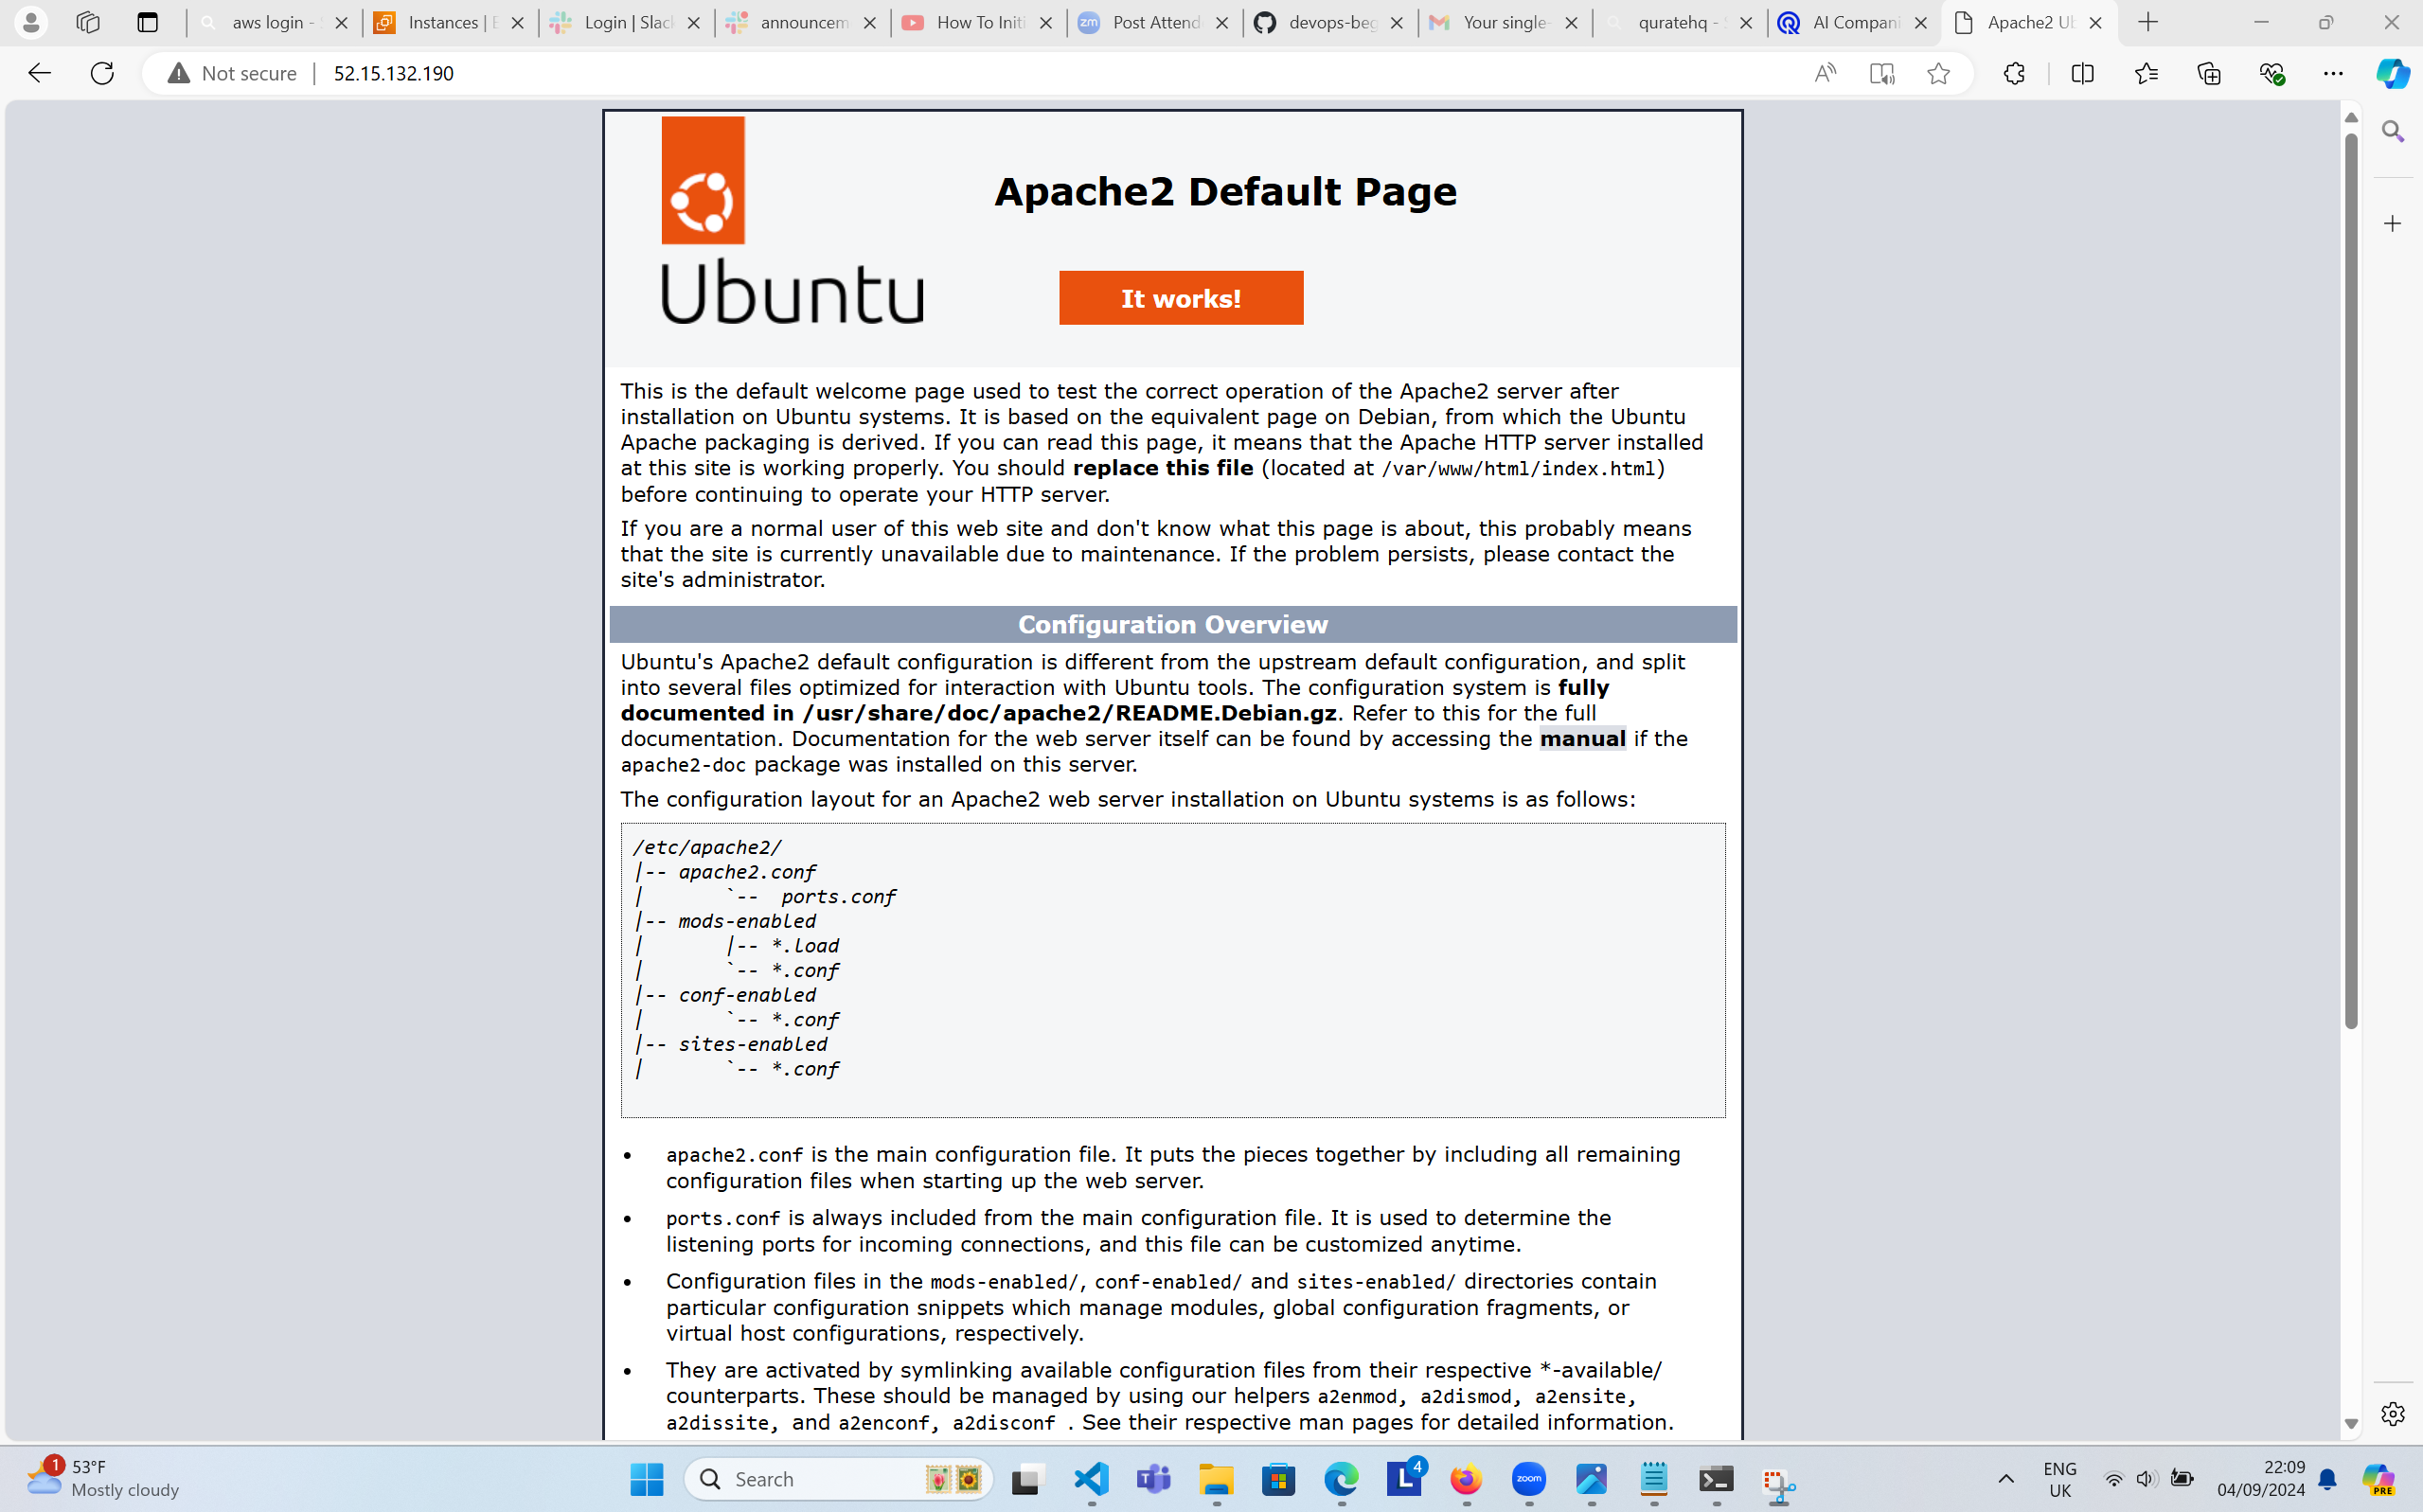 aws login -
Instances | E
Login | Slack
announcem
How To Initi
zm Post Attend
devops-beg
Your single-
quratehq - S
AI Compani
Apache2 Ub
Not secure 52.15.132.190
Apache2 Default Page
Ubuntu
It works!
This is the default welcome page used to test the correct operation of the Apache2 server after
installation on Ubuntu systems. It is based on the equivalent page on Debian, from which the Ubuntu
Apache packaging is derived. If you can read this page, it means that the Apache HTTP server installed
at this site is working properly. You should replace this file (located at /var/www/html/index.html)
before continuing to operate your HTTP server.
If you are a normal user of this web site and don't know what this page is about, this probably means
that the site is currently unavailable due to maintenance. If the problem persists, please contact the
site's administrator.
Configuration Overview
Ubuntu's Apache2 default configuration is different from the upstream default configuration, and split
into several files optimized for interaction with Ubuntu tools. The configuration system is fully
documented in /usr/share/doc/apache2/README.Debian.gz. Refer to this for the full
documentation. Documentation for the web server itself can be found by accessing the manual if the
apache2-doc package was installed on this server.
The configuration layout for an Apache2 web server installation on Ubuntu systems is as follows:
/etc/apache2/
|-- apache2.conf
|       `--  ports.conf
|-- mods-enabled
|       |-- *.load
|       `-- *.conf
|-- conf-enabled
|       `-- *.conf
|-- sites-enabled
|       `-- *.conf
• apache2.conf is the main configuration file. It puts the pieces together by including all remaining
configuration files when starting up the web server.
• ports.conf is always included from the main configuration file. It is used to determine the
listening ports for incoming connections, and this file can be customized anytime.
• Configuration files in the mods-enabled/, conf-enabled/ and sites-enabled/ directories contain
particular configuration snippets which manage modules, global configuration fragments, or
virtual host configurations, respectively.
• They are activated by symlinking available configuration files from their respective *-available/
counterparts. These should be managed by using our helpers a2enmod, a2dismod, a2ensite,
a2dissite, and a2enconf, a2disconf . See their respective man pages for detailed information.
1
53°F
Mostly cloudy
Search
L 4
zoom
ENG
UK
22:09
04/09/2024
PRE